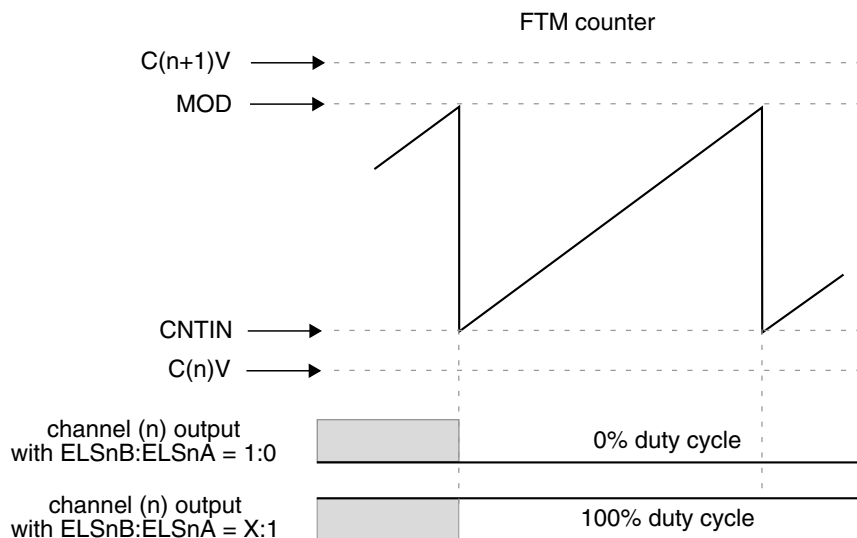 FTM counter
C(n+1)V
MOD
CNTIN
C(n)V
channel (n) output
with ELSnB:ELSnA = 1:0
0% duty cycle
channel (n) output
with ELSnB:ELSnA = X:1
100% duty cycle